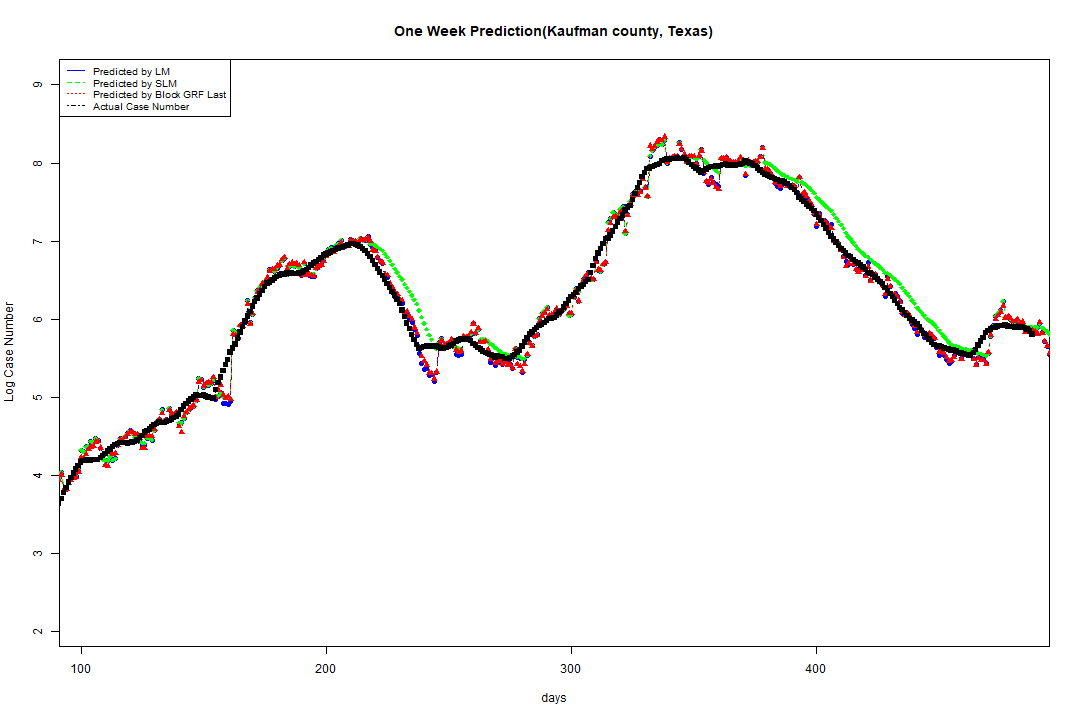 One Week Prediction(Kaufman county, Texas)
Predicted by LM
Predicted by SLM
Predicted by Block GRF Last
Actual Case Number
9
8
7
6
5
4
3
2
Log Case Number
100 200 300 400
days